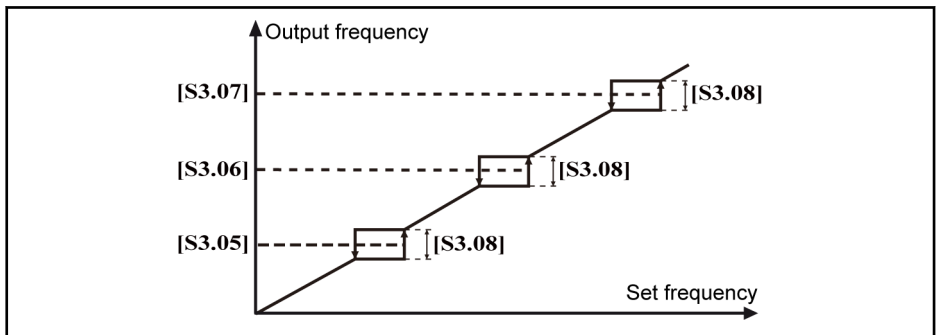 Output frequency
[S3.07]
[S3.08]
[S3.06]
[S3.08]
[S3.05]
[S3.08]
Set frequency